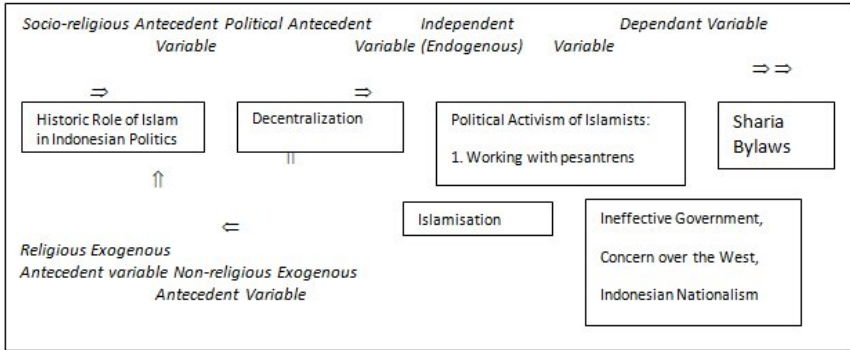 Socio-religious Antecedent Political Antecedent Independent Dependant Variable
Variable Variable (Endogenous) Variable
⇒ ⇒
⇒ ⇒
Historic Role of Islam
in Indonesian Politics
Decentralization
Political Activism of Islamists:
1. Working with pesantrens
Sharia
Bylaws
⇑ ⇑
⇐
Islamisation
Ineffective Government,
Concern over the West,
Indonesian Nationalism
Religious Exogenous
Antecedent variable Non-religious Exogenous
Antecedent Variable